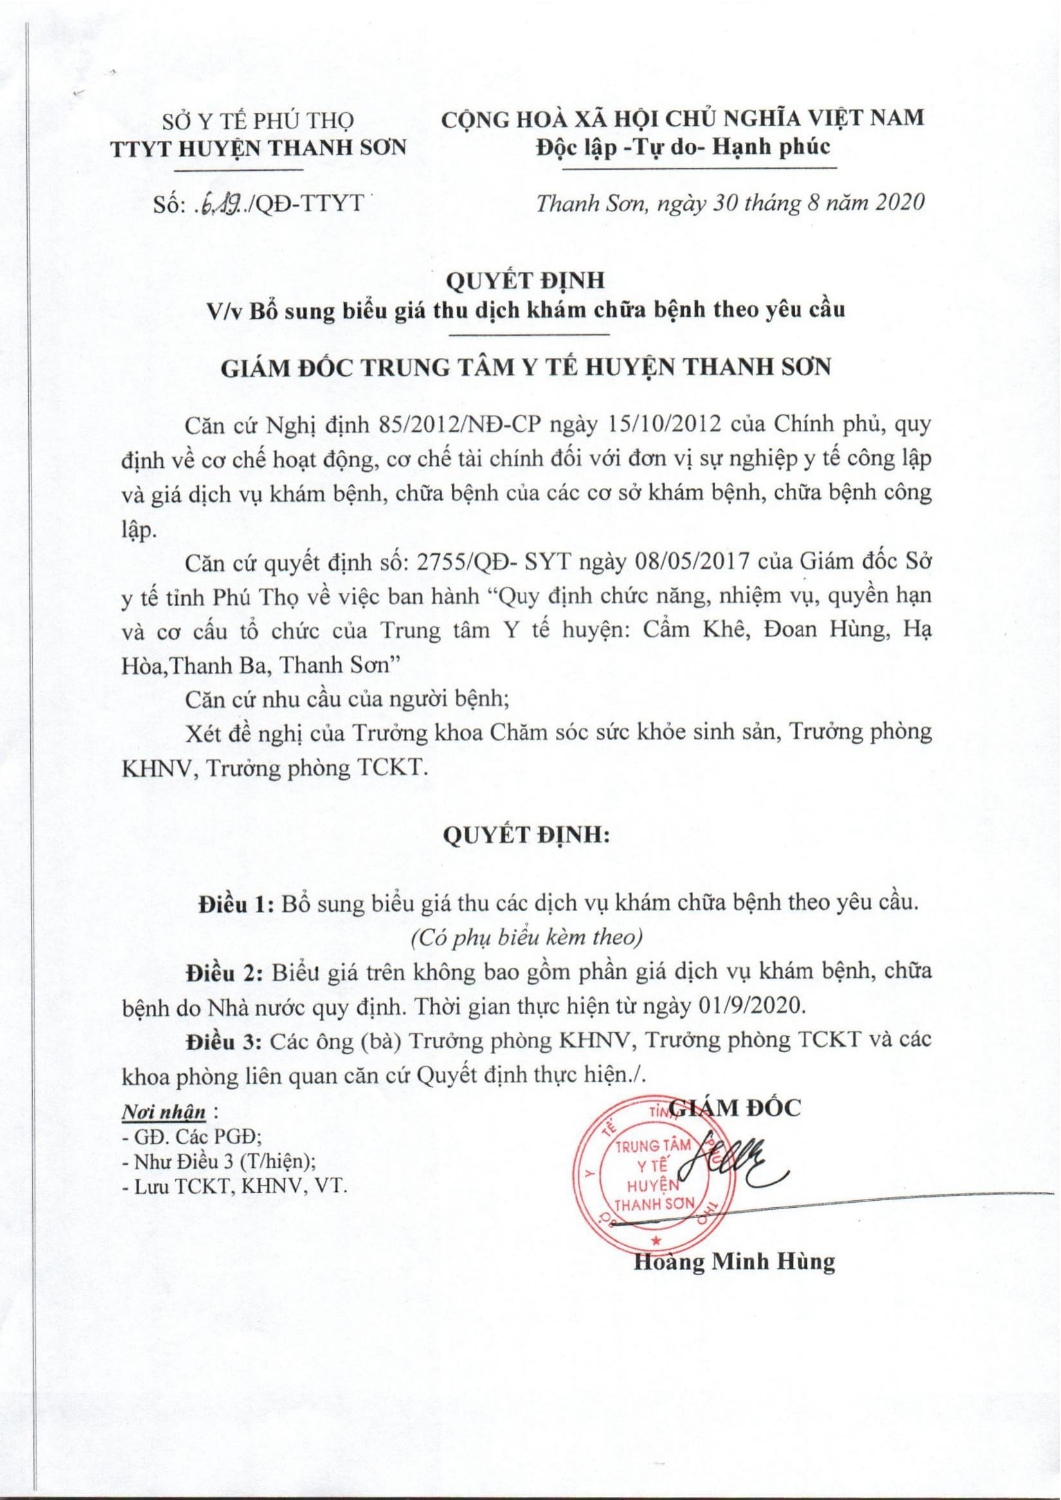 SỞ Y TẾ PHÚ THỌ
TTYT HUYỆN THANH SƠN
CỘNG HOÀ XÃ HỘI CHỦ NGHĨA VIỆT NAM
Độc lập -Tự do- Hạnh phúc
Số: .619./QĐ-TTYT
Thanh Sơn, ngày 30 tháng 8 năm 2020
QUYẾT ĐỊNH
V/v Bổ sung biểu giá thu dịch khám chữa bệnh theo yêu cầu
GIÁM ĐỐC TRUNG TÂM Y TẾ HUYỆN THANH SƠN
Căn cứ Nghị định 85/2012/NĐ-CP ngày 15/10/2012 của Chính phủ, quy
định về cơ chế hoạt động, cơ chế tài chính đối với đơn vị sự nghiệp y tế công lập
và giá dịch vụ khám bệnh, chữa bệnh của các cơ sở khám bệnh, chữa bệnh công
lập.
Căn cứ quyết định số: 2755/QĐ- SYT ngày 08/05/2017 của Giám đốc Sở
y tế tỉnh Phú Thọ về việc ban hành “Quy định chức năng, nhiệm vụ, quyền hạn
và cơ cấu tổ chức của Trung tâm Y tế huyện: Cẩm Khê, Đoan Hùng, Hạ
Hòa,Thanh Ba, Thanh Sơn”
Căn cứ nhu cầu của người bệnh;
Xét đề nghị của Trưởng khoa Chăm sóc sức khỏe sinh sản, Trưởng phòng
KHNV, Trưởng phòng TCKT.
QUYẾT ĐỊNH:
Điều 1: Bổ sung biểu giá thu các dịch vụ khám chữa bệnh theo yêu cầu.
(Có phụ biểu kèm theo)
Điều 2: Biểu giá trên không bao gồm phần giá dịch vụ khám bệnh, chữa
bệnh do Nhà nước quy định. Thời gian thực hiện từ ngày 01/9/2020.
Điều 3: Các ông (bà) Trưởng phòng KHNV, Trưởng phòng TCKT và các
khoa phòng liên quan căn cứ Quyết định thực hiện./.
Nơi nhận :
- GĐ. Các PGĐ;
- Như Điều 3 (T/hiện);
- Lưu TCKT, KHNV, VT.
GIÁM ĐỐC
Y TẾ TỈNH PHÚ THỌ
TRUNG TÂM
Y TẾ
HUYỆN
THANH SƠN
Hoàng Minh Hùng